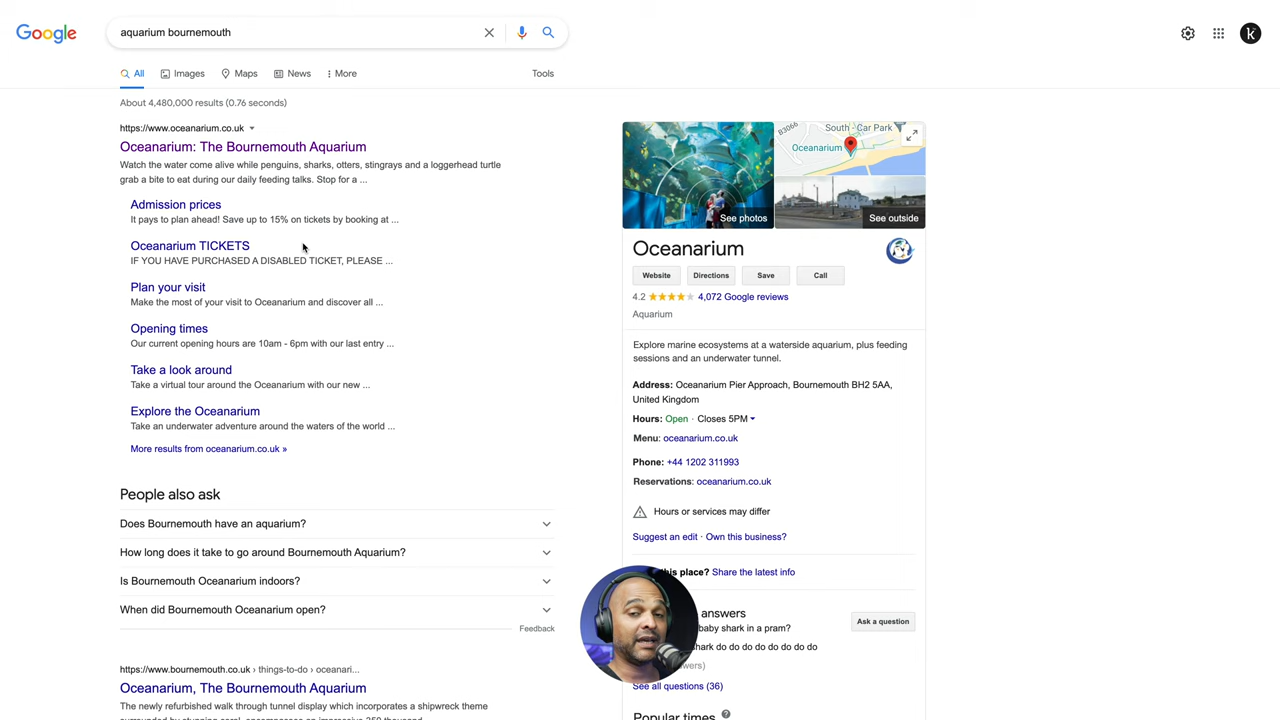 Google
aquarium bournemouth
k
All
Images
Maps
News
More
Tools
About 4,480,000 results (0.76 seconds)
https://www.oceanarium.co.uk
Oceanarium: The Bournemouth Aquarium
Watch the water come alive while penguins, sharks, otters, stingrays and a loggerhead turtle
grab a bite to eat during our daily feeding talks. Stop for a ...
Admission prices
It pays to plan ahead! Save up to 15% on tickets by booking at ...
Oceanarium TICKETS
IF YOU HAVE PURCHASED A DISABLED TICKET, PLEASE ...
Plan your visit
Make the most of your visit to Oceanarium and discover all ...
Opening times
Our current opening hours are 10am - 6pm with our last entry ...
Take a look around
Take a virtual tour around the Oceanarium with our new ...
Explore the Oceanarium
Take an underwater adventure around the waters of the world ...
More results from oceanarium.co.uk »
People also ask
Does Bournemouth have an aquarium?
How long does it take to go around Bournemouth Aquarium?
Is Bournemouth Oceanarium indoors?
When did Bournemouth Oceanarium open?
Feedback
https://www.bournemouth.co.uk › things-to-do › oceanari...
Oceanarium, The Bournemouth Aquarium
The newly refurbished walk through tunnel display which incorporates a shipwreck theme
See photos
B3066
South - Car Park
Oceanarium
See outside
Oceanarium
Website
Directions
Save
Call
4.2
4,072 Google reviews
Aquarium
Explore marine ecosystems at a waterside aquarium, plus feeding
sessions and an underwater tunnel.
Address: Oceanarium Pier Approach, Bournemouth BH2 5AA,
United Kingdom
Hours: Open · Closes 5PM
Menu: oceanarium.co.uk
Phone: +44 1202 311993
Reservations: oceanarium.co.uk
Hours or services may differ
Suggest an edit · Own this business?
this place? Share the latest info
answers
Ask a question
baby shark in a pram?
hark do do do do do do do do
See all questions (36)
Popular times